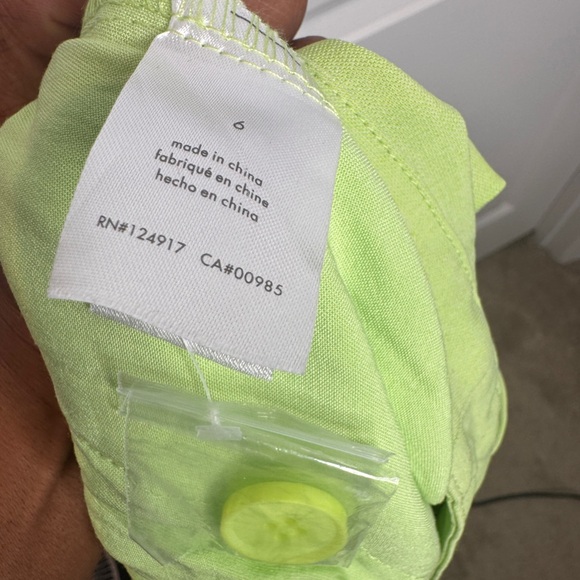 6
made in china
fabriqué en chine
hecho en china
RN#124917 CA#00985